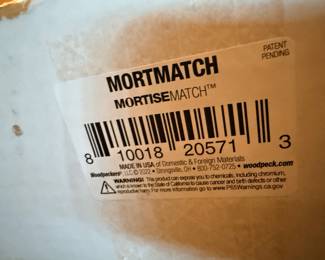 PATENT
PENDING
MORTMATCH
MORTISEMATCH™
8 10018 20571 3
MADE IN USA of Domestic & Foreign Materials
Woodpeckers®, LLC © 2022 • Strongsville, OH • 800-752-0725 • woodpeck.com
WARNING! This product can expose you to chemicals, including chromium,
which is known to the State of California to cause cancer and birth defects or other
reproductive harm. For more information go to www.P65Warnings.ca.gov